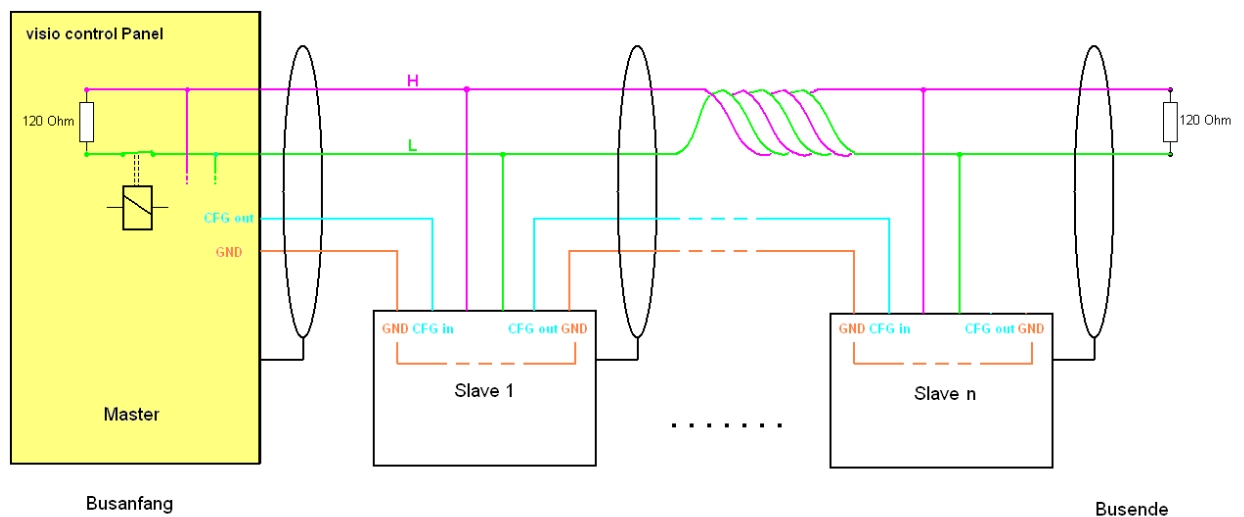 visio control Panel
H
120 Ohm
120 Ohm
L
CFG out
GND
GND CFG in
CFG out GND
GND CFG in
CFG out GND
Slave 1
Slave n
Master
.......
Busanfang
Busende